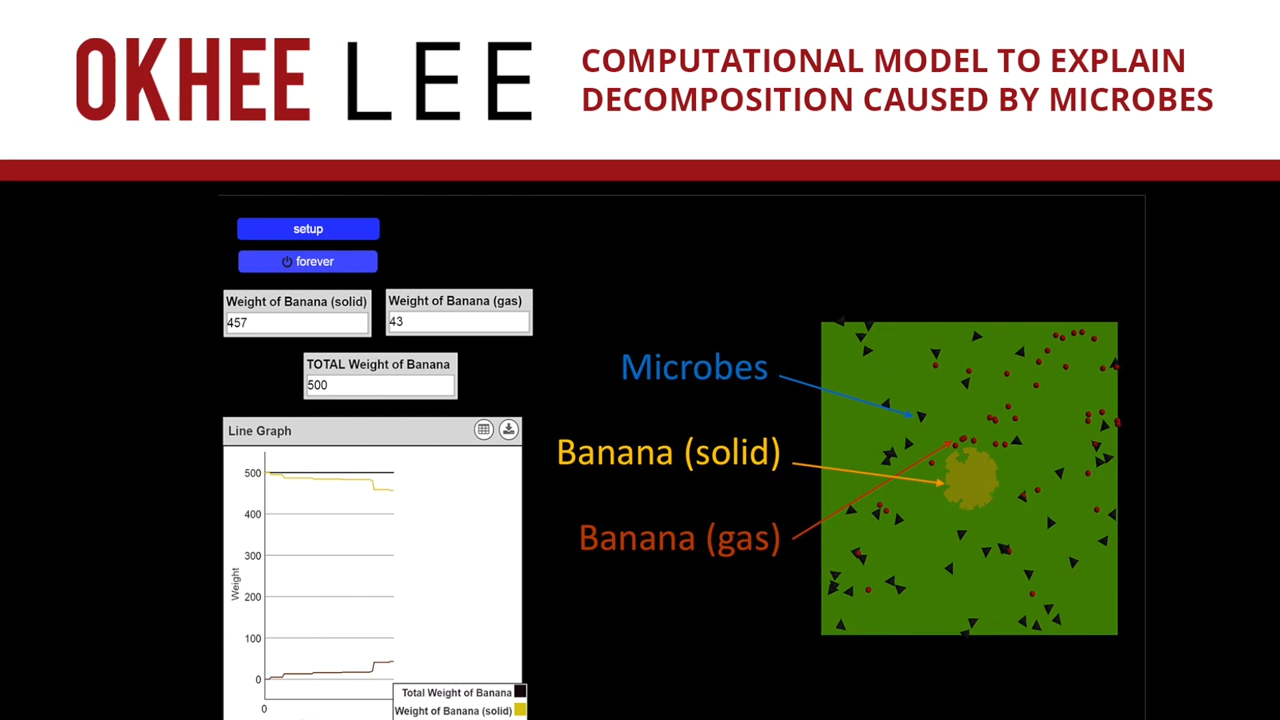 OKHEE LEE
COMPUTATIONAL MODEL TO EXPLAIN
DECOMPOSITION CAUSED BY MICROBES
setup
forever
Weight of Banana (solid)
457
Weight of Banana (gas)
43
TOTAL Weight of Banana
500
Line Graph
500
400
300
200
100
0
Weight
0
Total Weight of Banana
Weight of Banana (solid)
Microbes
Banana (solid)
Banana (gas)